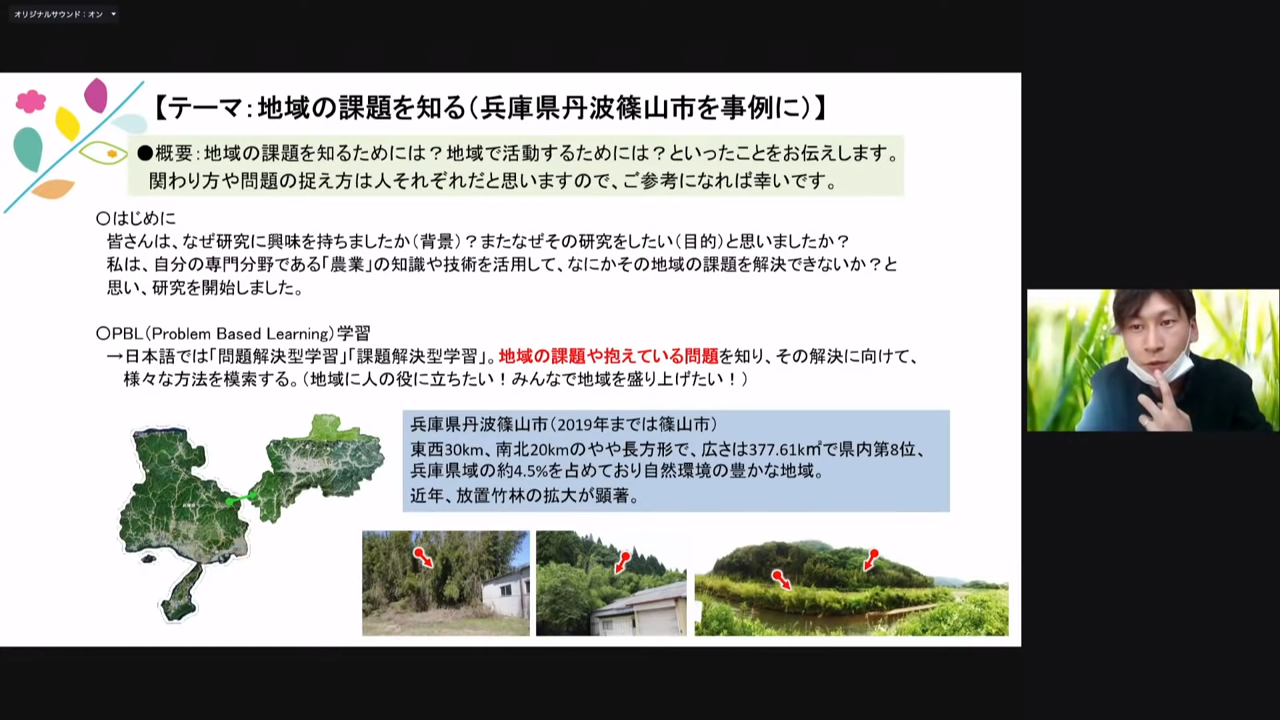 オリジナルサウンド：オン
【テーマ：地域の課題を知る（兵庫県丹波篠山市を事例に）】
●概要：地域の課題を知るためには？地域で活動するためには？といったことをお伝えします。
関わり方や問題の捉え方は人それぞれだと思いますので、ご参考になれば幸いです。
○はじめに
皆さんは、なぜ研究に興味を持ちましたか（背景）？またなぜその研究をしたい（目的）と思いましたか？
私は、自分の専門分野である「農業」の知識や技術を活用して、なにかその地域の課題を解決できないか？と
思い、研究を開始しました。
○PBL（Problem Based Learning）学習
→日本語では「問題解決型学習」「課題解決型学習」。地域の課題や抱えている問題を知り、その解決に向けて、
様々な方法を模索する。（地域に人の役に立ちたい！みんなで地域を盛り上げたい！）
兵庫県丹波篠山市（2019年までは篠山市）
東西30km、南北20kmのやや長方形で、広さは377.61k㎡で県内第8位、
兵庫県域の約4.5%を占めており自然環境の豊かな地域。
近年、放置竹林の拡大が顕著。